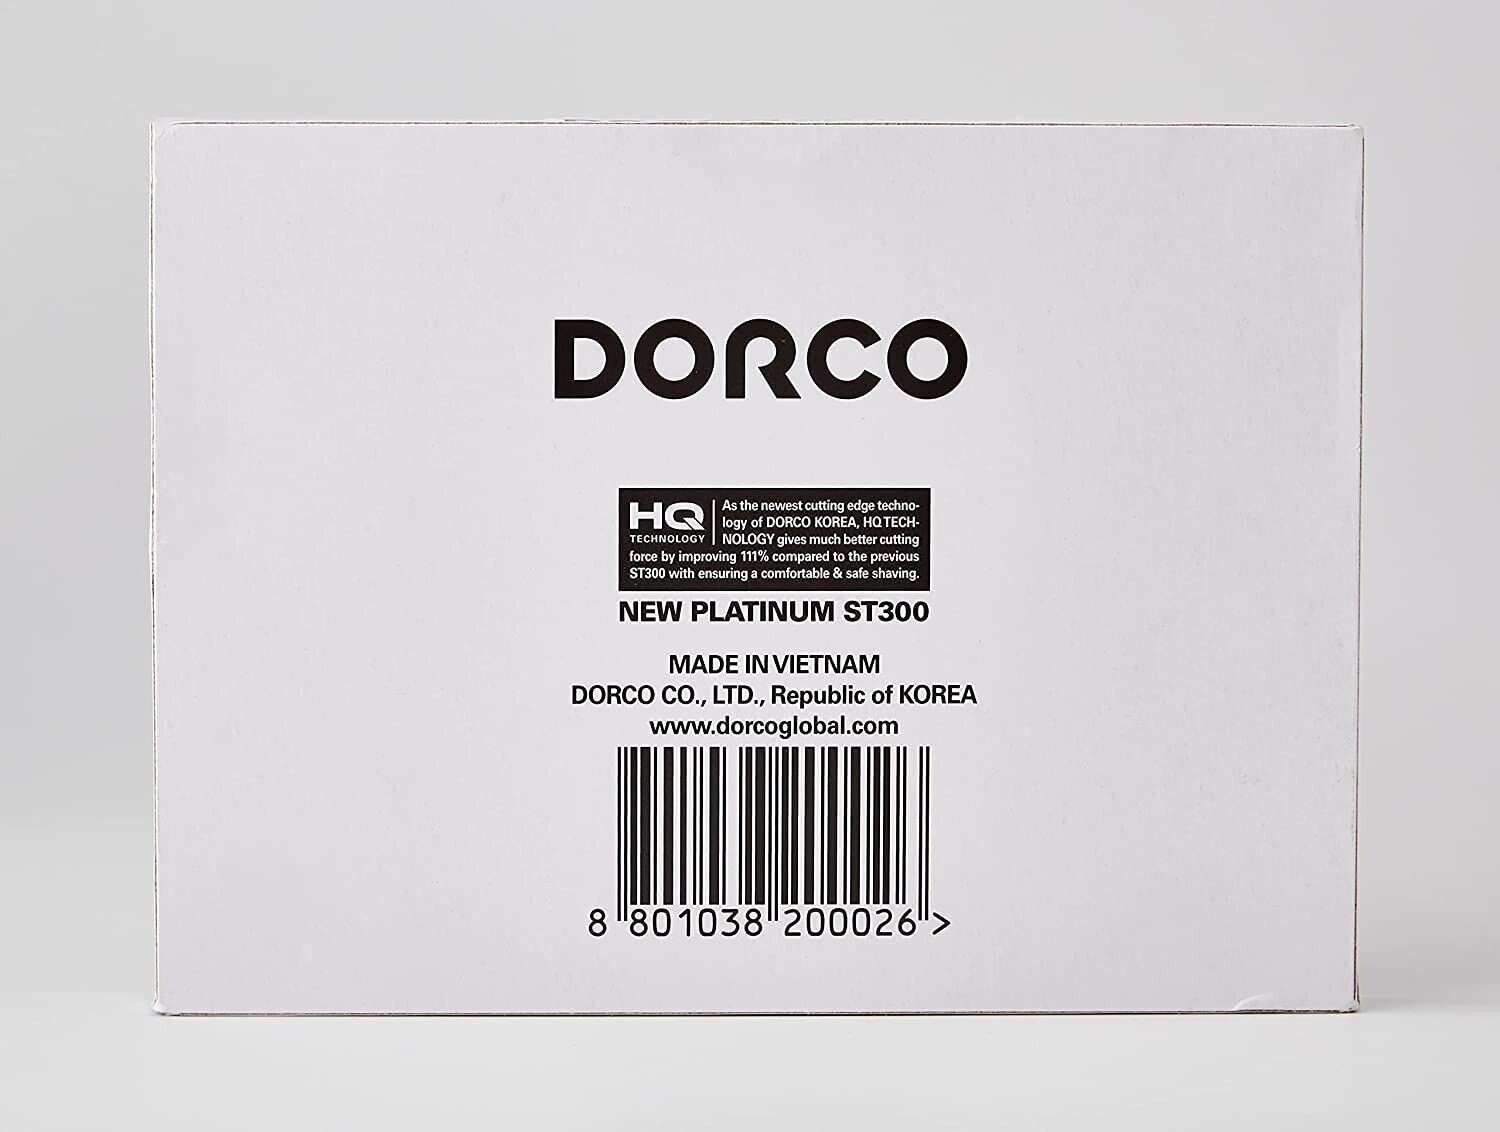 DORCO
HQ
TECHNOLOGY
As the newest cutting edge techno-
logy of DORCO KOREA, HQ TECH-
NOLOGY gives much better cutting
force by improving 111% compared to the previous
ST300 with ensuring a comfortable & safe shaving.
NEW PLATINUM ST300
MADE IN VIETNAM
DORCO CO., LTD., Republic of KOREA
www.dorcoglobal.com
8 801038 200026 >